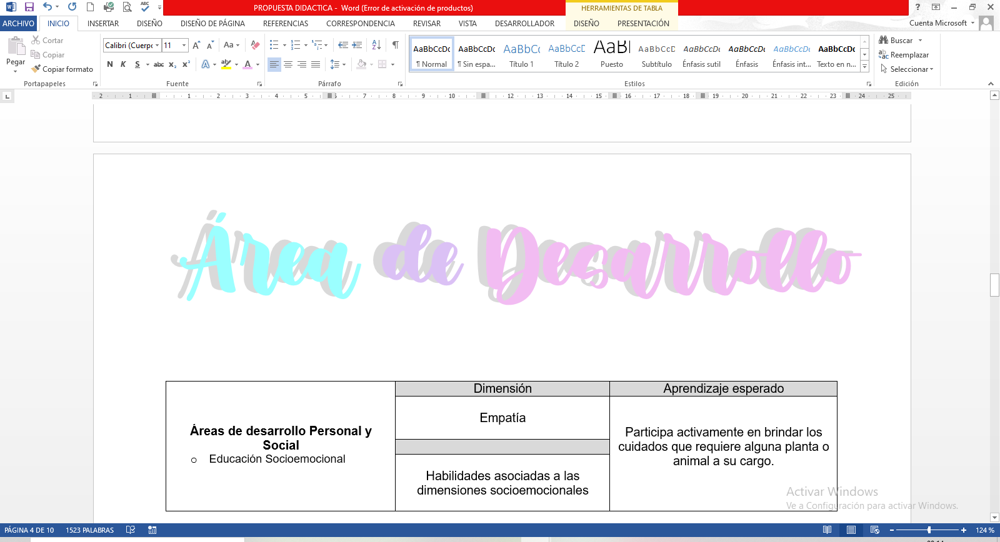 PROPUESTA DIDACTICA - Word (Error de activación de productos)
HERRAMIENTAS DE TABLA
?
ARCHIVO INICIO INSERTAR DISEÑO DISEÑO DE PÁGINA REFERENCIAS CORRESPONDENCIA REVISAR VISTA DESARROLLADOR DISEÑO PRESENTACIÓN Cuenta Microsoft
Pegar
Cortar
Copiar
Copiar formato
Portapapeles
Calibri (Cuerpo 11
N K S abc x₂ x²
Fuente
Párrafo
AaBbCcDc AaBbCcDc AaBbCc AaBbCcD AaBl AaBbCcD AaBbCcDc AaBbCcDc AaBbCcDc AaBbCcDc
¶ Normal ¶ Sin espa... Título 1 Título 2 Puesto Subtítulo Énfasis sutil Énfasis Énfasis int... Texto en n...
Estilos
Buscar
Reemplazar
Seleccionar
Edición
2 1 1 2 3 4 5 6 7 8 9 10 12 13 14 15 16 17 18 19 20 21 22 23 24 25
Área de Desarrollo
Áreas de desarrollo Personal y
Social
o Educación Socioemocional
Dimensión
Empatía
Habilidades asociadas a las
dimensiones socioemocionales
Aprendizaje esperado
Participa activamente en brindar los
cuidados que requiere alguna planta o
animal a su cargo.
Activar Windows
Ve a Configuración para activar Windows.
PÁGINA 4 DE 10 1523 PALABRAS 124 %